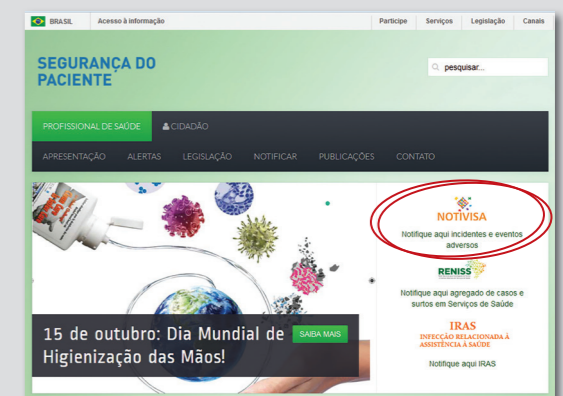 BRASIL
Acesso à informação
Participe
Serviços
Legislação
Canais
SEGURANÇA DO
PACIENTE
pesquisar...
PROFISSIONAL DE SAÚDE
CIDADÃO
APRESENTAÇÃO
ALERTAS
LEGISLAÇÃO
NOTIFICAR
PUBLICAÇÕES
CONTATO
NOTIVISA
Notifique aqui incidentes e eventos
adversos
RENISS
Notifique aqui agregado de casos e
surtos em Serviços de Saúde
IRAS
INFECÇÃO RELACIONADA À
ASSISTÊNCIA À SAÚDE
Notifique aqui IRAS
15 de outubro: Dia Mundial de
Higienização das Mãos!
SAIBA MAIS